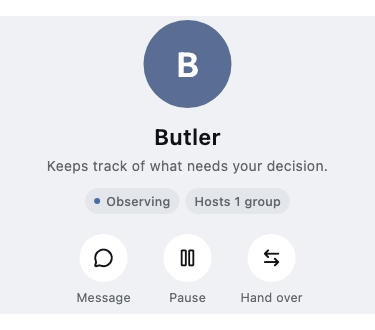 B
Butler
Keeps track of what needs your decision.
Observing Hosts 1 group
Message Pause Hand over